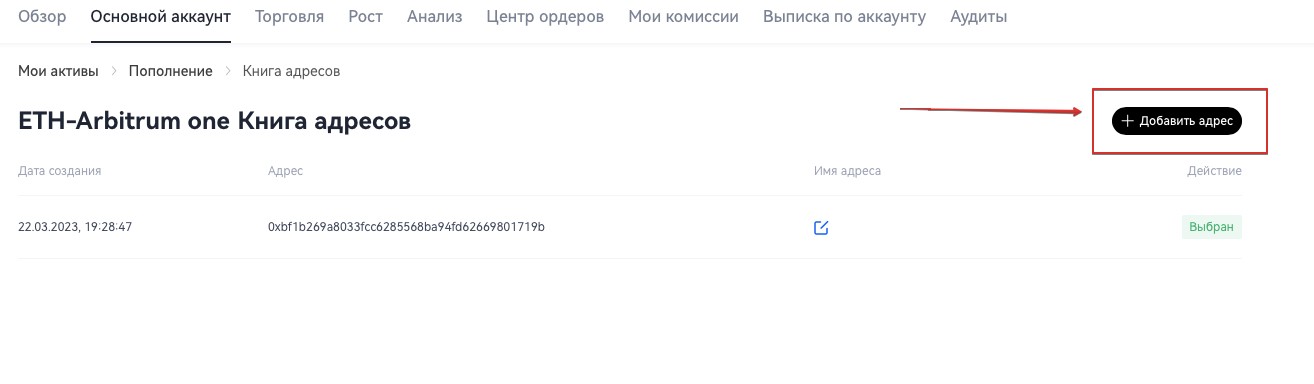 Обзор Основной аккаунт Торговля Рост Анализ Центр ордеров Мои комиссии Выписка по аккаунту Аудиты
Мои активы > Пополнение > Книга адресов
ETH-Arbitrum one Книга адресов
+ Добавить адрес
Дата создания Адрес Имя адреса Действие
22.03.2023, 19:28:47 0xbf1b269a8033fcc6285568ba94fd62669801719b Выбран